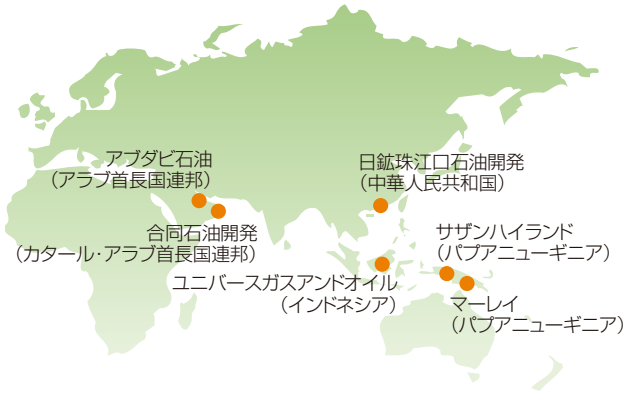 アブダビ石油
（アラブ首長国連邦）
合同石油開発
（カタール・アラブ首長国連邦）
日鉱珠江口石油開発
（中華人民共和国）
サザンハイランド
（パプアニューギニア）
ユニバースガスアンドオイル
（インドネシア）
マーレイ
（パプアニューギニア）